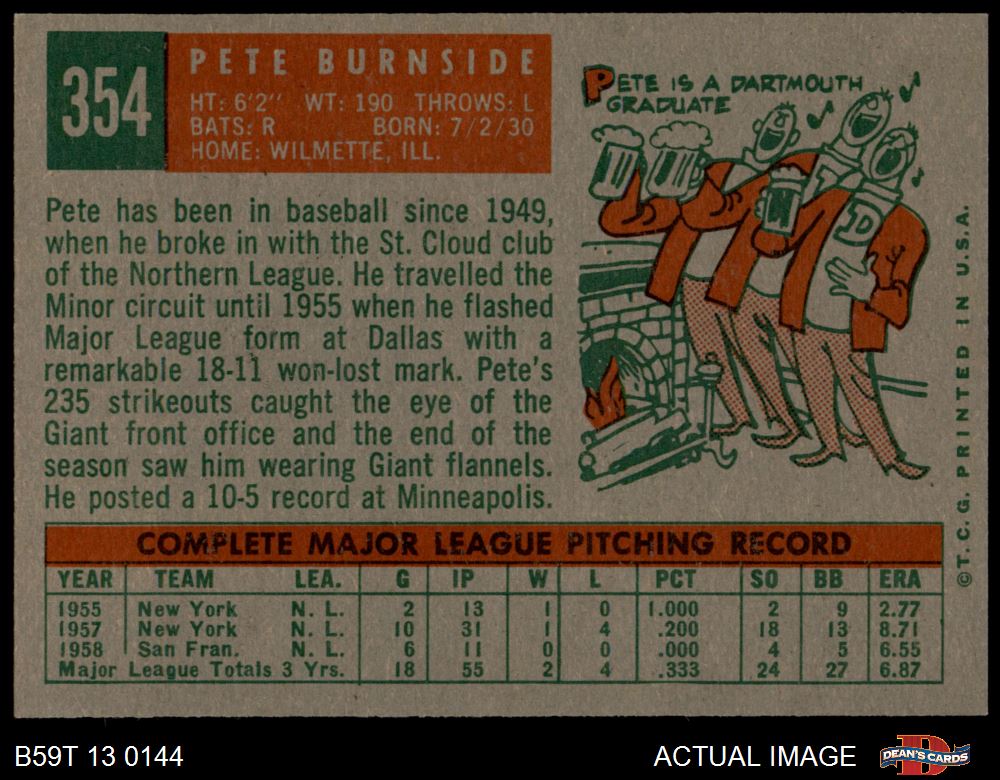 354
PETE BURNSIDE
HT: 6'2" WT: 190 THROWS: L
BATS: R BORN: 7/2/30
HOME: WILMETTE, ILL.
PETE IS A DARTMOUTH
GRADUATE
D
Pete has been in baseball since 1949,
when he broke in with the St. Cloud club
of the Northern League. He travelled the
Minor circuit until 1955 when he flashed
Major League form at Dallas with a
remarkable 18-11 won-lost mark. Pete's
235 strikeouts caught the eye of the
Giant front office and the end of the
season saw him wearing Giant flannels.
He posted a 10-5 record at Minneapolis.
©T.C.G. PRINTED IN U.S.A.
COMPLETE MAJOR LEAGUE PITCHING RECORD
YEAR TEAM LEA. G IP W L PCT SO BB ERA
1955 New York N. L. 2 13 1 0 1.000 2 9 2.77
1957 New York N. L. 10 31 1 4 .200 18 13 8.71
1958 San Fran. N. L. 6 11 0 0 .000 4 5 6.55
Major League Totals 3 Yrs. 18 55 2 4 .333 24 27 6.87
B59T 13 0144
ACTUAL IMAGE
D
DEAN'S CARDS